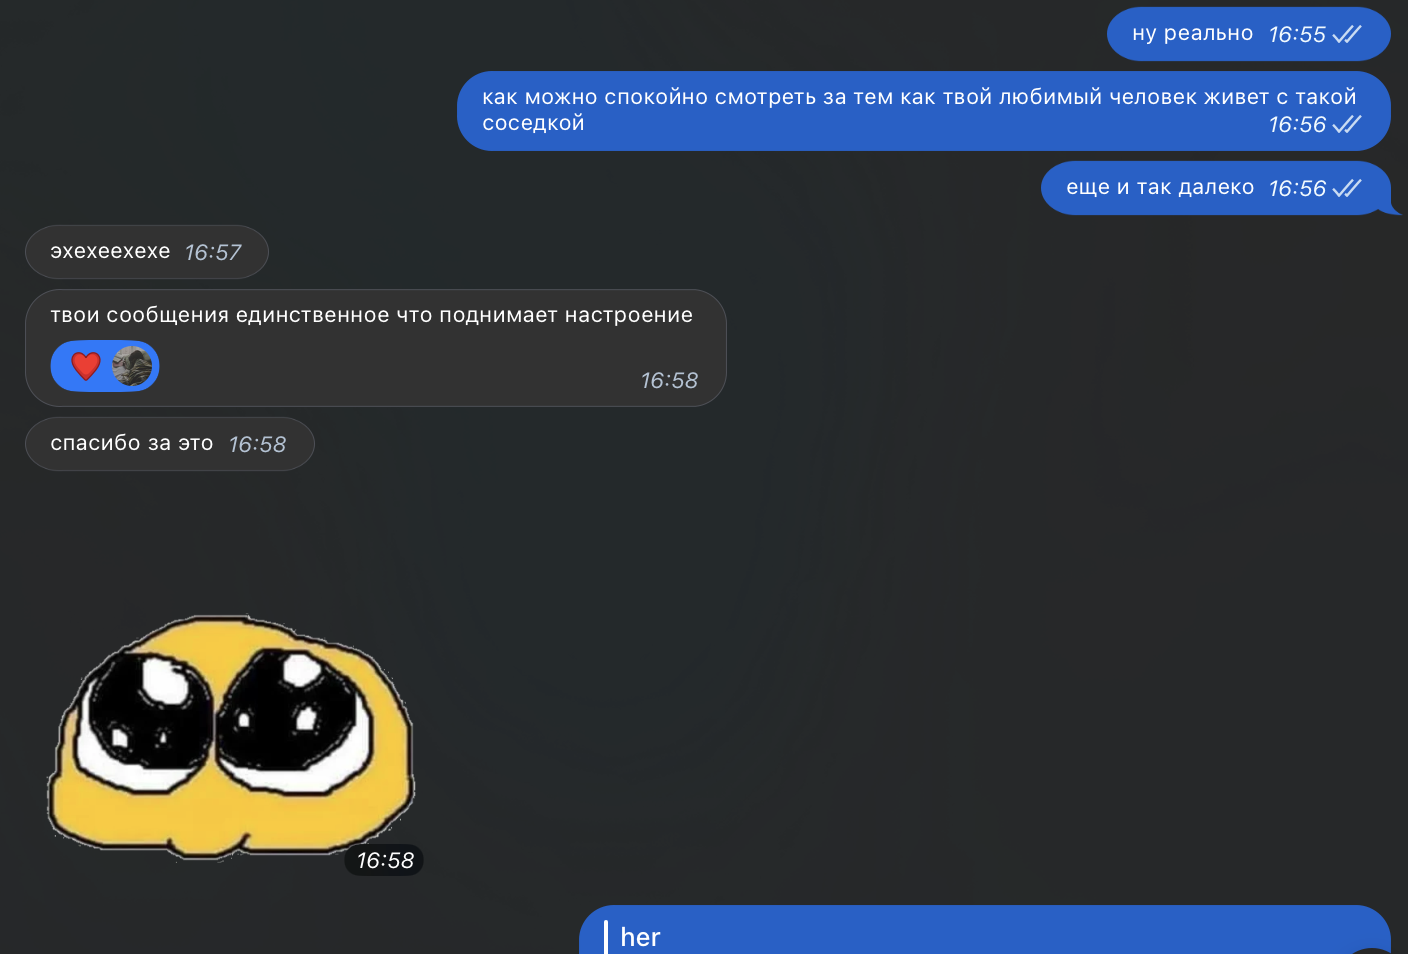 ну реально 16:55
как можно спокойно смотреть за тем как твой любимый человек живет с такой
соседкой 16:56
еще и так далеко 16:56
эхехеехехе 16:57
твои сообщения единственное что поднимает настроение
16:58
спасибо за это 16:58
16:58
her